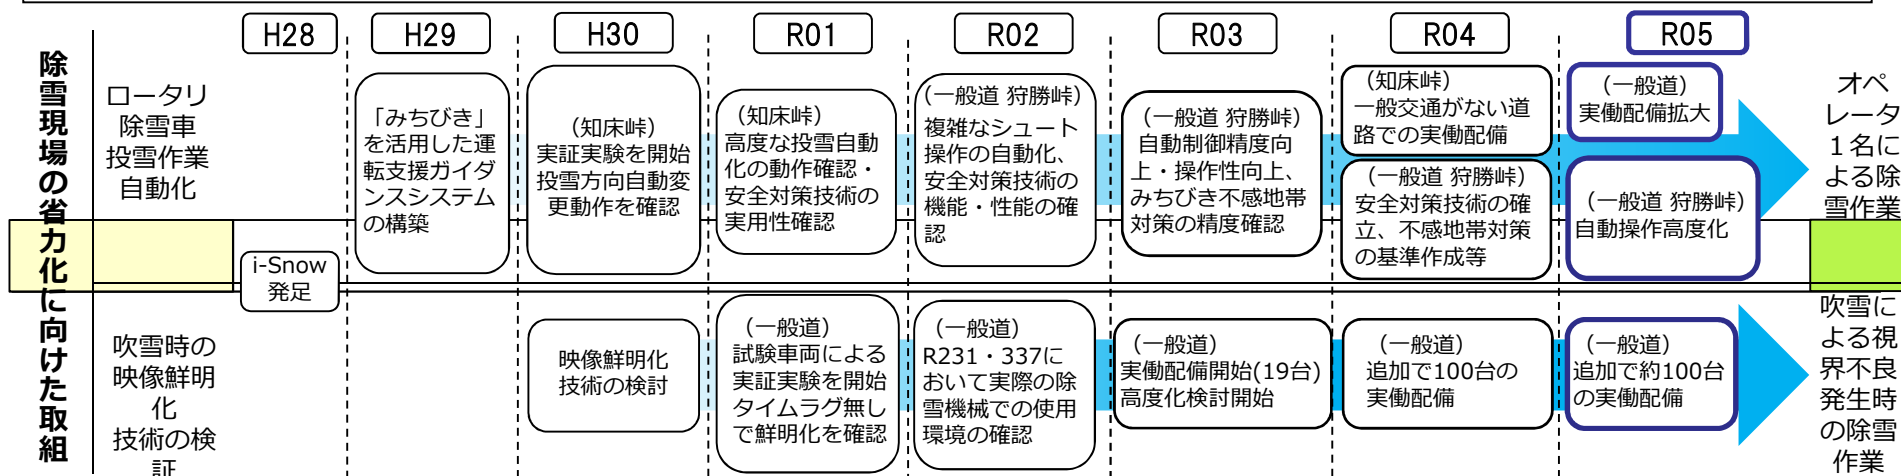 H28
H29
H30
R01
R02
R03
R04
R05
除雪現場の省力化に向けた取組
ロータリ
除雪車
投雪作業
自動化
i-Snow
発足
「みちびき」
を活用した運
転支援ガイダ
ンスシステム
の構築
（知床峠）
実証実験を開始
投雪方向自動変
更動作を確認
（知床峠）
高度な投雪自動
化の動作確認・
安全対策技術の
実用性確認
（一般道 狩勝峠）
複雑なシュート
操作の自動化、
安全対策技術の
機能・性能の確
認
（一般道 狩勝峠）
自動制御精度向
上・操作性向上、
みちびき不感地帯
対策の精度確認
（知床峠）
一般交通がない道
路での実働配備
（一般道 狩勝峠）
安全対策技術の確
立、不感地帯対策
の基準作成等
（一般道）
実働配備拡大
（一般道 狩勝峠）
自動操作高度化
オペ
レータ
１名に
よる除
雪作業
吹雪時の
映像鮮明
化
技術の検
証
映像鮮明化
技術の検討
（一般道）
試験車両による
実証実験を開始
タイムラグ無し
で鮮明化を確認
（一般道）
R231・337に
おいて実際の除
雪機械での使用
環境の確認
（一般道）
実働配備開始(19台)
高度化検討開始
（一般道）
追加で100台の
実働配備
（一般道）
追加で約100台
の実働配備
吹雪に
よる視
界不良
発生時
の除雪
作業